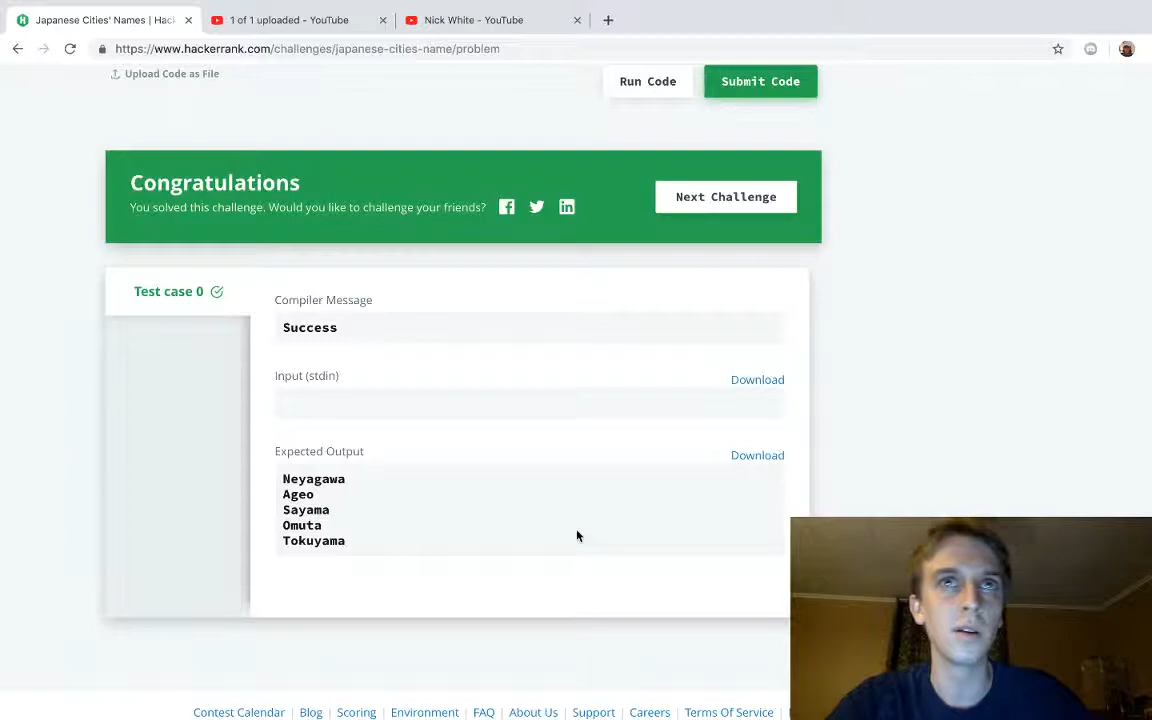 Japanese Cities' Names | Hac
1 of 1 uploaded - YouTube
Nick White - YouTube
https://www.hackerrank.com/challenges/japanese-cities-name/problem
Upload Code as File
Run Code
Submit Code
Congratulations
You solved this challenge. Would you like to challenge your friends?
Next Challenge
Test case 0
Compiler Message
Success
Input (stdin)
Download
Expected Output
Download
Neyagawa
Ageo
Sayama
Omuta
Tokuyama
Contest Calendar | Blog | Scoring | Environment | FAQ | About Us | Support | Careers | Terms Of Service |